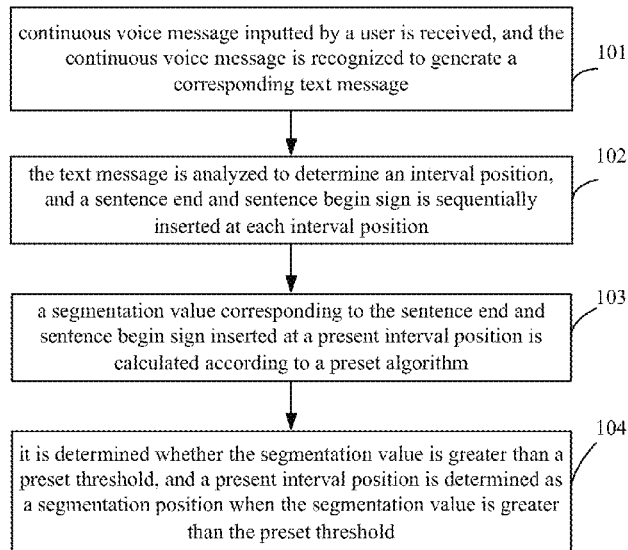 continuous voice message inputted by a user is received, and the
continuous voice message is recognized to generate a
corresponding text message
101
the text message is analyzed to determine an interval position,
and a sentence end and sentence begin sign is sequentially
inserted at each interval position
102
a segmentation value corresponding to the sentence end and
sentence begin sign inserted at a present interval position is
calculated according to a preset algorithm
103
it is determined whether the segmentation value is greater than a
preset threshold, and a present interval position is determined as
a segmentation position when the segmentation value is greater
than the preset threshold
104